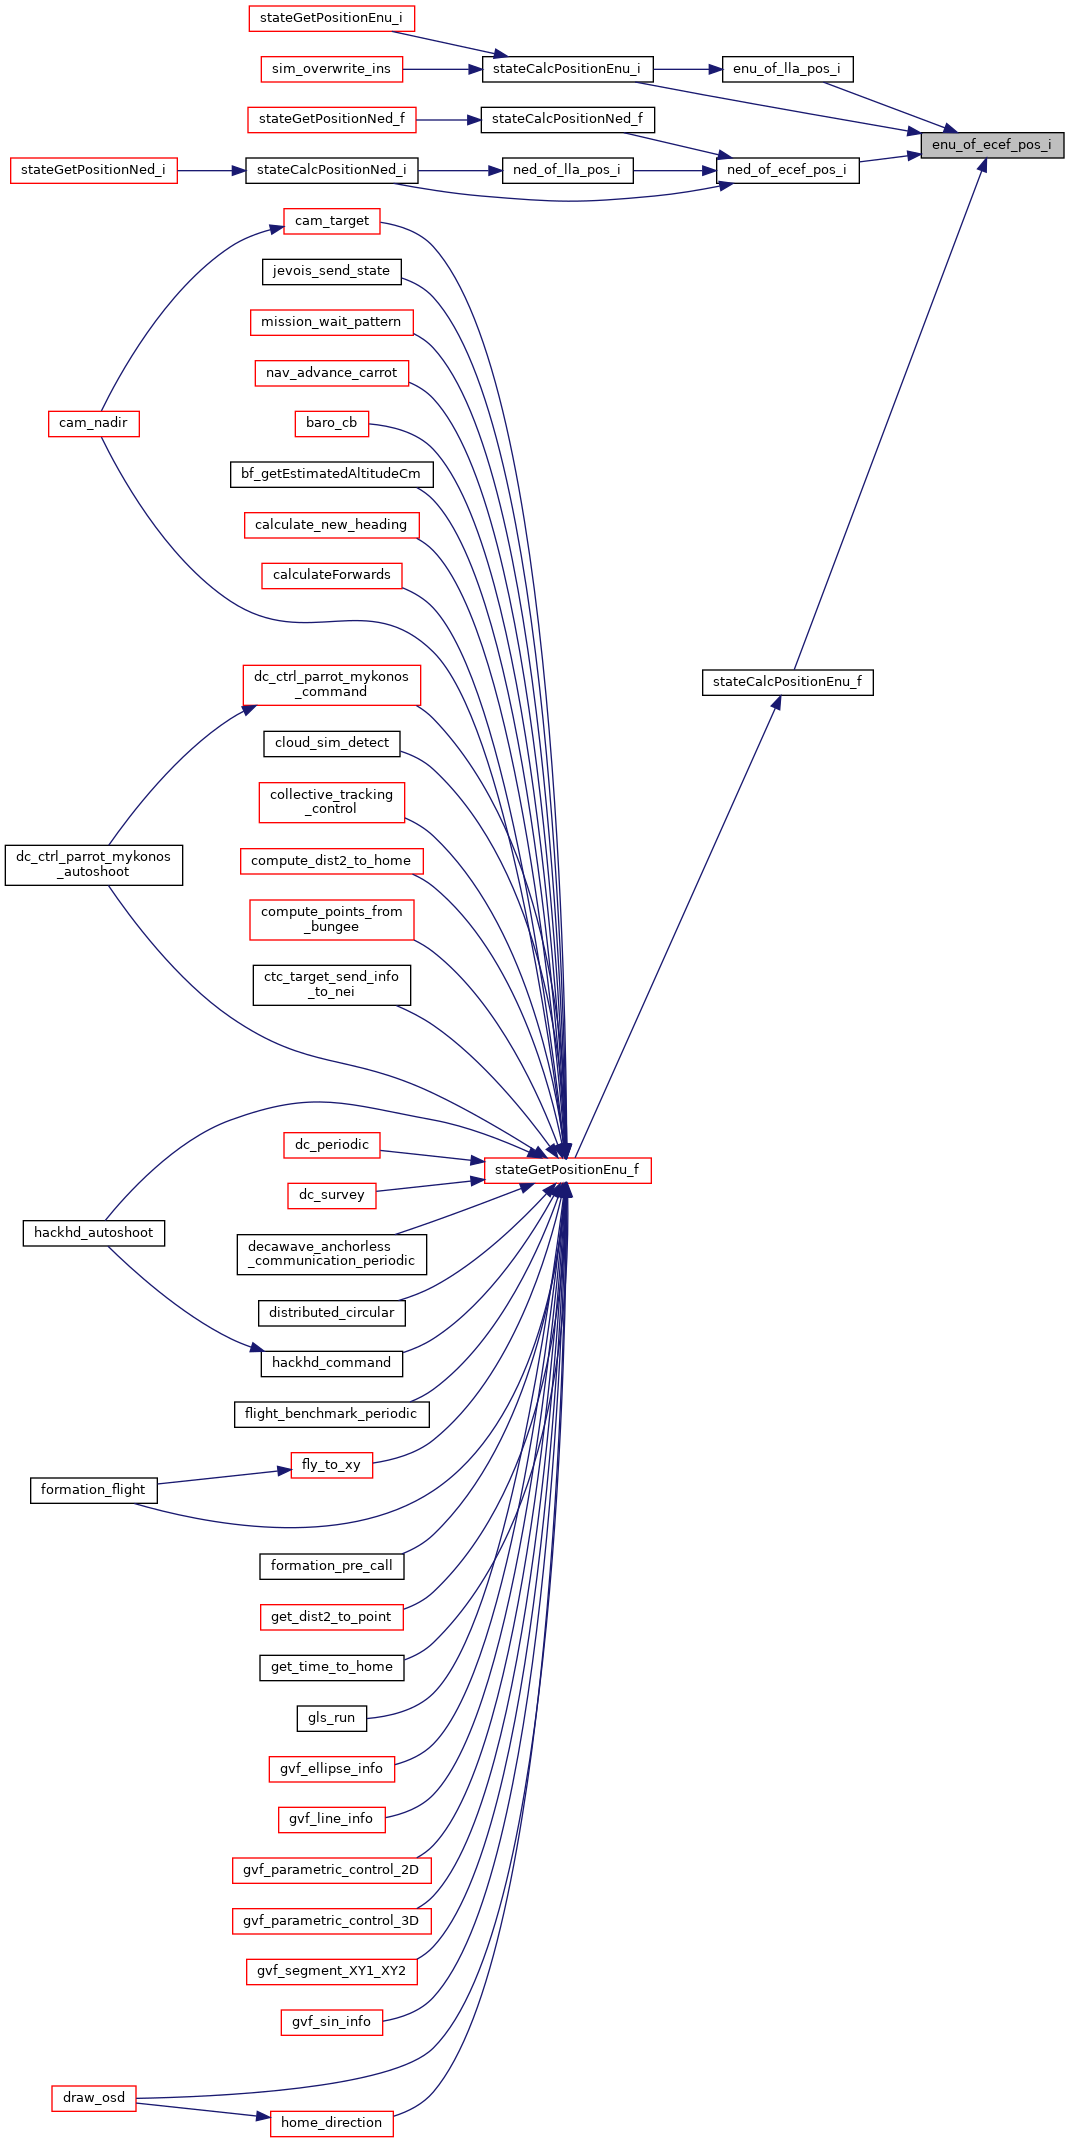 stateGetPositionEnu_i
sim_overwrite_ins
stateCalcPositionEnu_i
enu_of_lla_pos_i
stateGetPositionNed_f
stateCalcPositionNed_f
enu_of_ecef_pos_i
stateGetPositionNed_i
stateCalcPositionNed_i
ned_of_lla_pos_i
ned_of_ecef_pos_i
cam_target
jevois_send_state
mission_wait_pattern
nav_advance_carrot
cam_nadir
baro_cb
bf_getEstimatedAltitudeCm
calculate_new_heading
calculateForwards
dc_ctrl_parrot_mykonos
_command
stateCalcPositionEnu_f
cloud_sim_detect
collective_tracking
_control
dc_ctrl_parrot_mykonos
_autoshoot
compute_dist2_to_home
compute_points_from
_bungee
ctc_target_send_info
_to_nei
dc_periodic
stateGetPositionEnu_f
dc_survey
hackhd_autoshoot
decawave_anchorless
_communication_periodic
distributed_circular
hackhd_command
flight_benchmark_periodic
fly_to_xy
formation_flight
formation_pre_call
get_dist2_to_point
get_time_to_home
gls_run
gvf_ellipse_info
gvf_line_info
gvf_parametric_control_2D
gvf_parametric_control_3D
gvf_segment_XY1_XY2
gvf_sin_info
draw_osd
home_direction